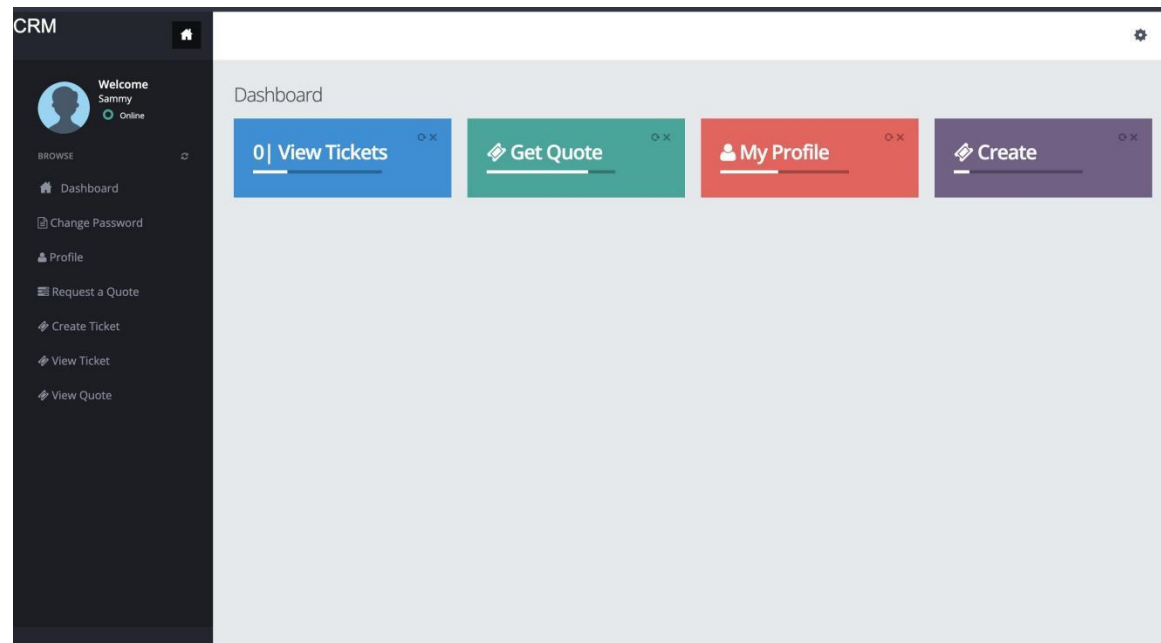 CRM
Welcome
Sammy
Online
BROWSE
Dashboard
Change Password
Profile
Request a Quote
Create Ticket
View Ticket
View Quote
Dashboard
0| View Tickets
Get Quote
My Profile
Create